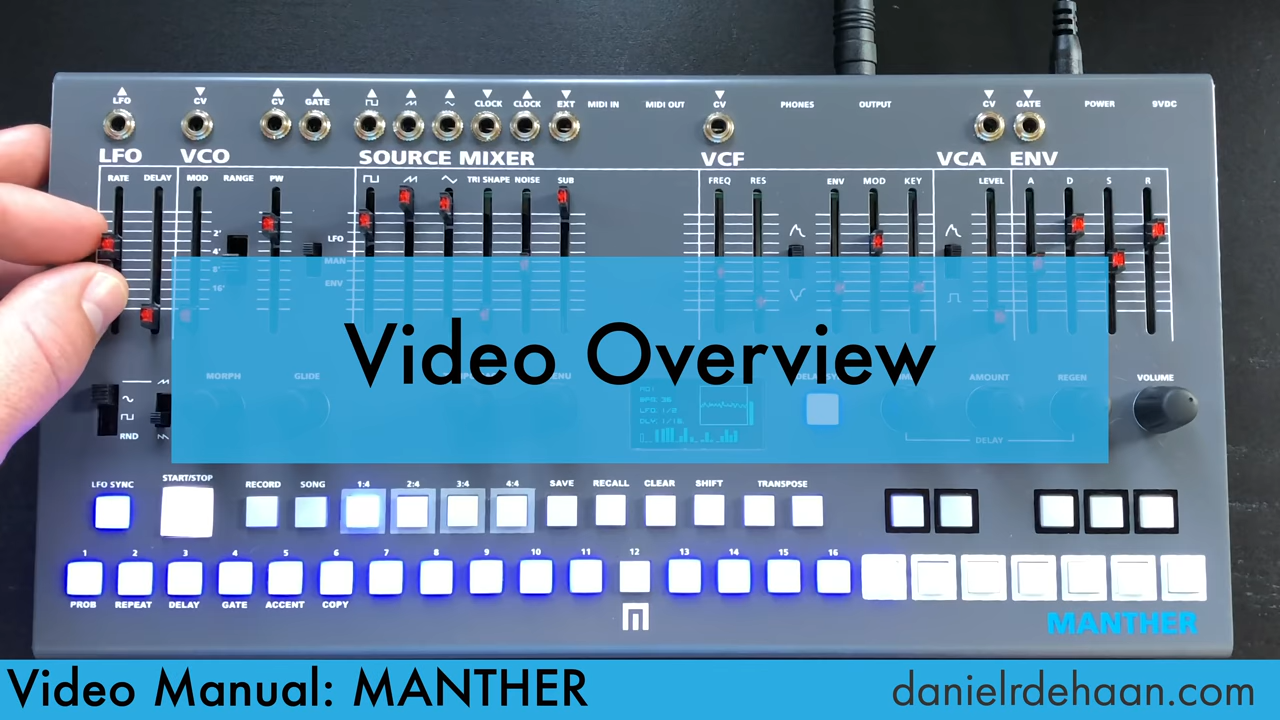 LFO CV CV GATE CLOCK CLOCK EXT MIDI IN MIDI OUT CV PHONES OUTPUT CV GATE POWER 9VDC
LFO VCO SOURCE MIXER VCF VCA ENV
RATE DELAY MOD RANGE PW TRI SHAPE NOISE SUB FREQ RES ENV MOD KEY LEVEL A D S R
2'
4'
8'
16'
LFO
MAN
ENV
Video Overview
MORPH GLIDE AMOUNT REGEN VOLUME
DELAY
RND
LFO SYNC START/STOP RECORD SONG 1:4 2:4 3:4 4:4 SAVE RECALL CLEAR SHIFT TRANSPOSE
1 2 3 4 5 6 7 8 9 10 11 12 13 14 15 16
PROB REPEAT DELAY GATE ACCENT COPY
MANTHER
Video Manual: MANTHER
danielrdehaan.com